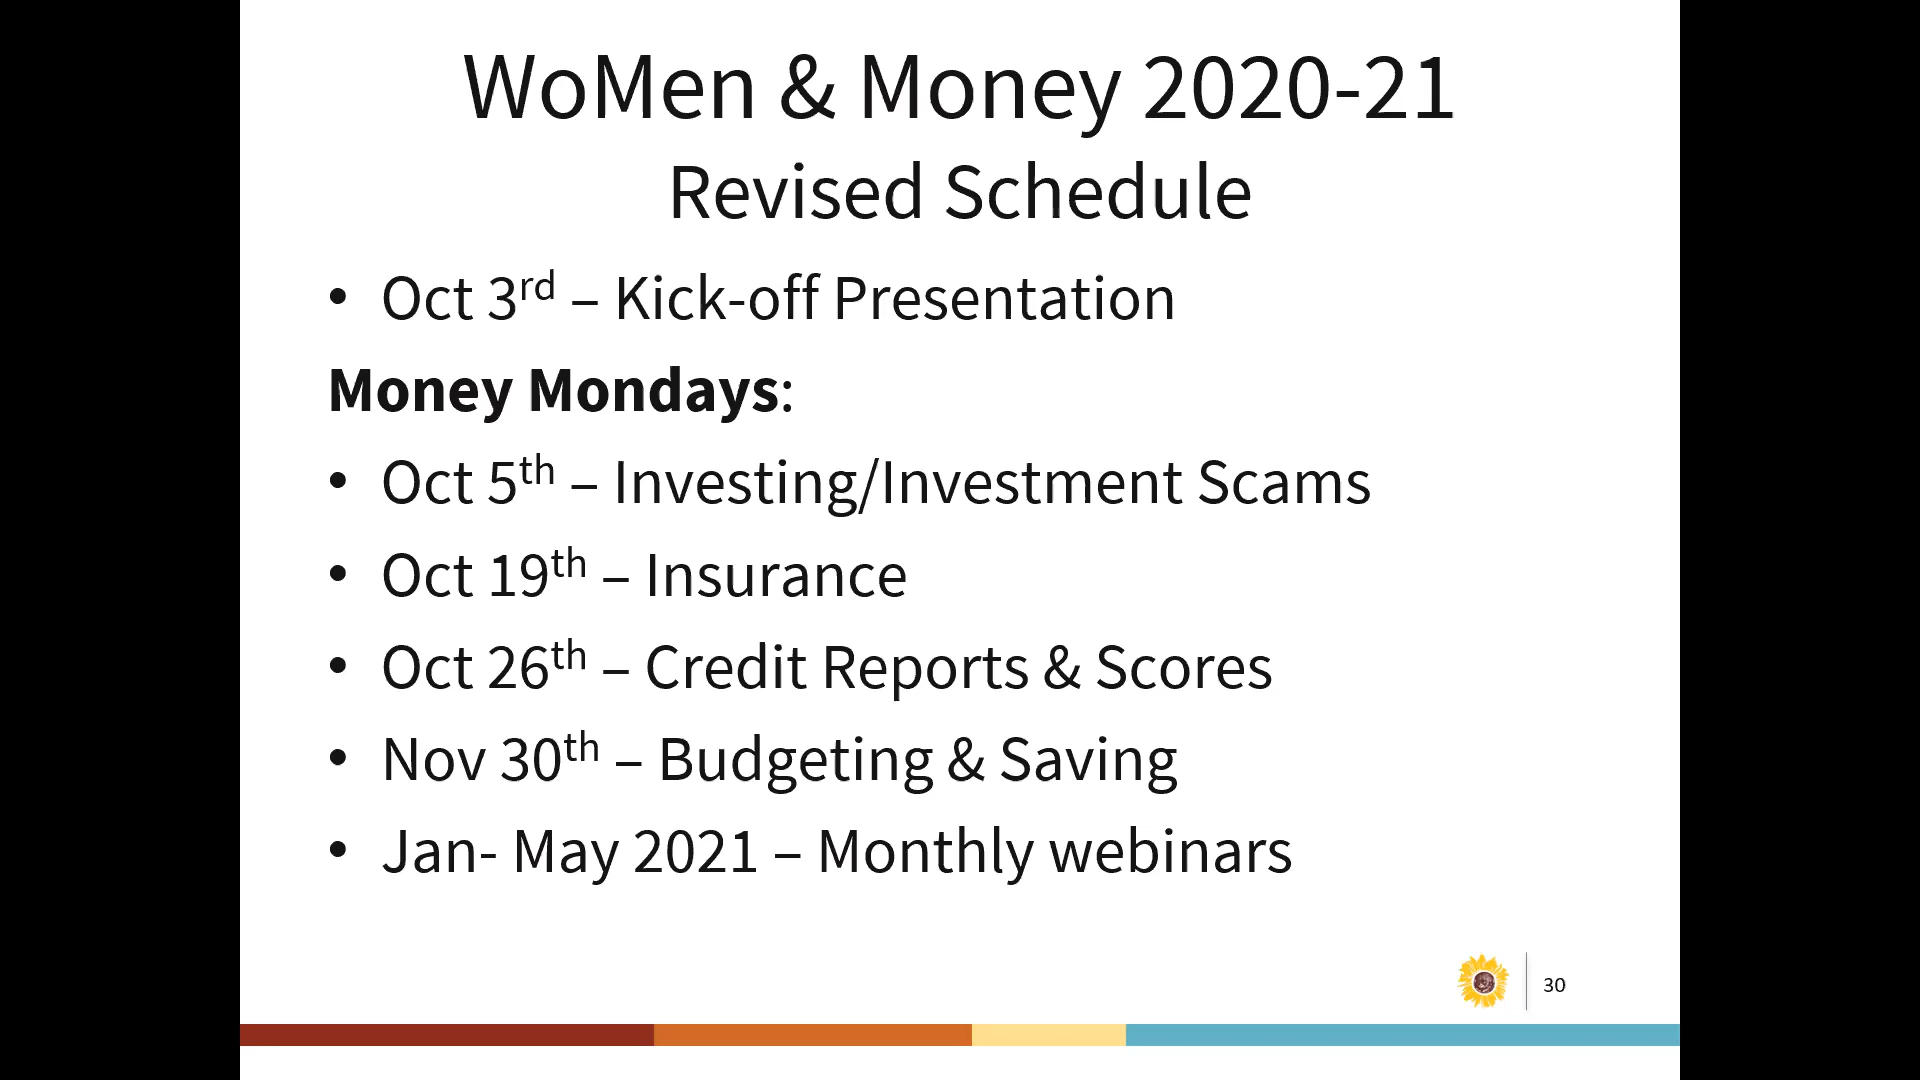 WoMen & Money 2020-21
Revised Schedule
• Oct 3rd – Kick-off Presentation
Money Mondays:
• Oct 5th – Investing/Investment Scams
• Oct 19th – Insurance
• Oct 26th – Credit Reports & Scores
• Nov 30th – Budgeting & Saving
• Jan- May 2021 – Monthly webinars
30